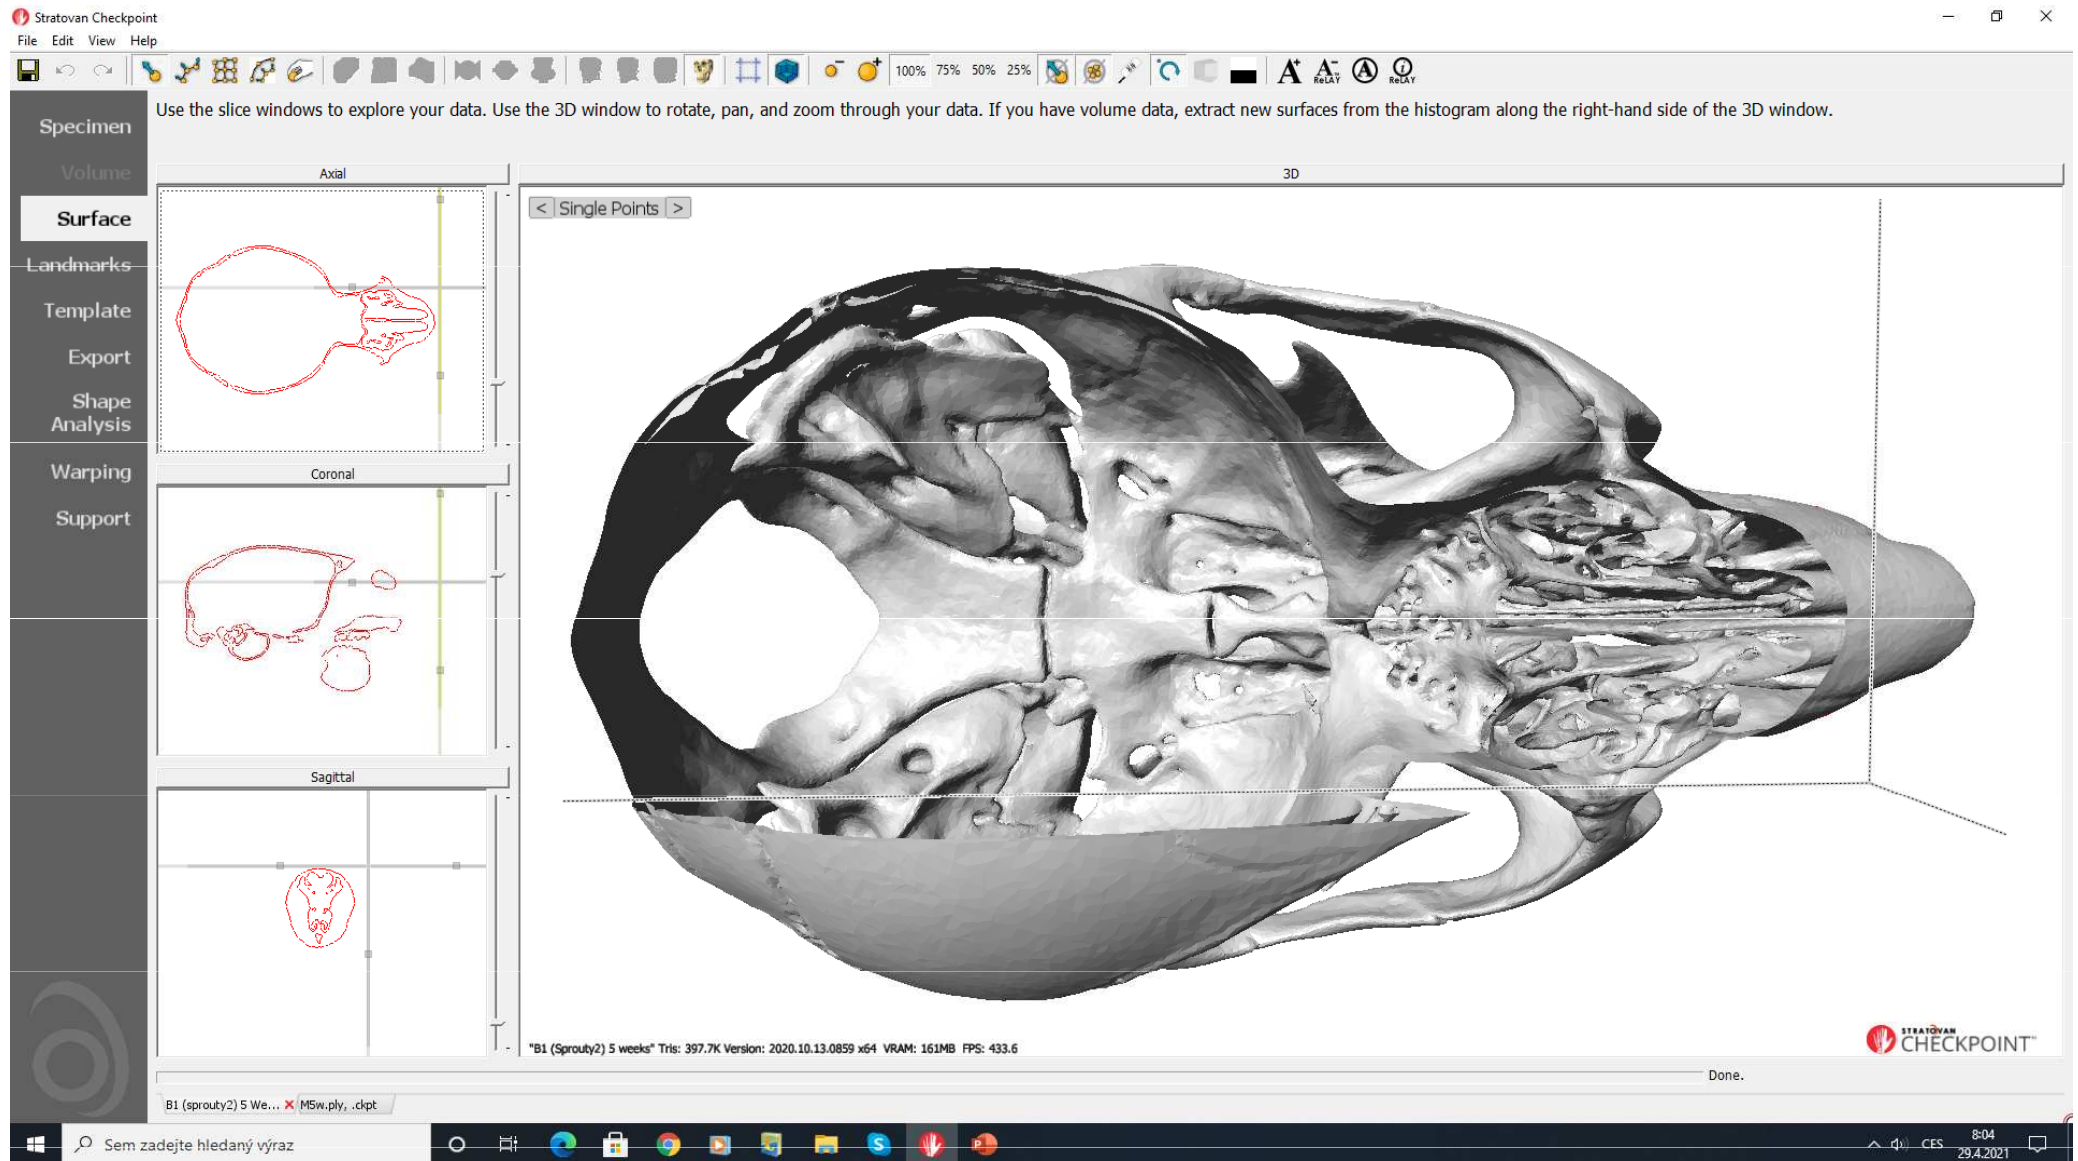 Stratovan Checkpoint
File Edit View Help
100% 75% 50% 25%
A+ A- ReLAY A i ReLAY
Use the slice windows to explore your data. Use the 3D window to rotate, pan, and zoom through your data. If you have volume data, extract new surfaces from the histogram along the right-hand side of the 3D window.
Specimen
Volume
Surface
Landmarks
Template
Export
Shape
Analysis
Warping
Support
Axial
Coronal
Sagittal
3D
< Single Points >
"B1 (Sprouty2) 5 weeks" Tris: 397.7K Version: 2020.10.13.0859 x64 VRAM: 161MB FPS: 433.6
STRATOVAN
CHECKPOINT™
Done.
B1 (sprouty2) 5 We... M5w.ply, .ckpt
Sem zadejte hledaný výraz
CES
8:04
29.4.2021